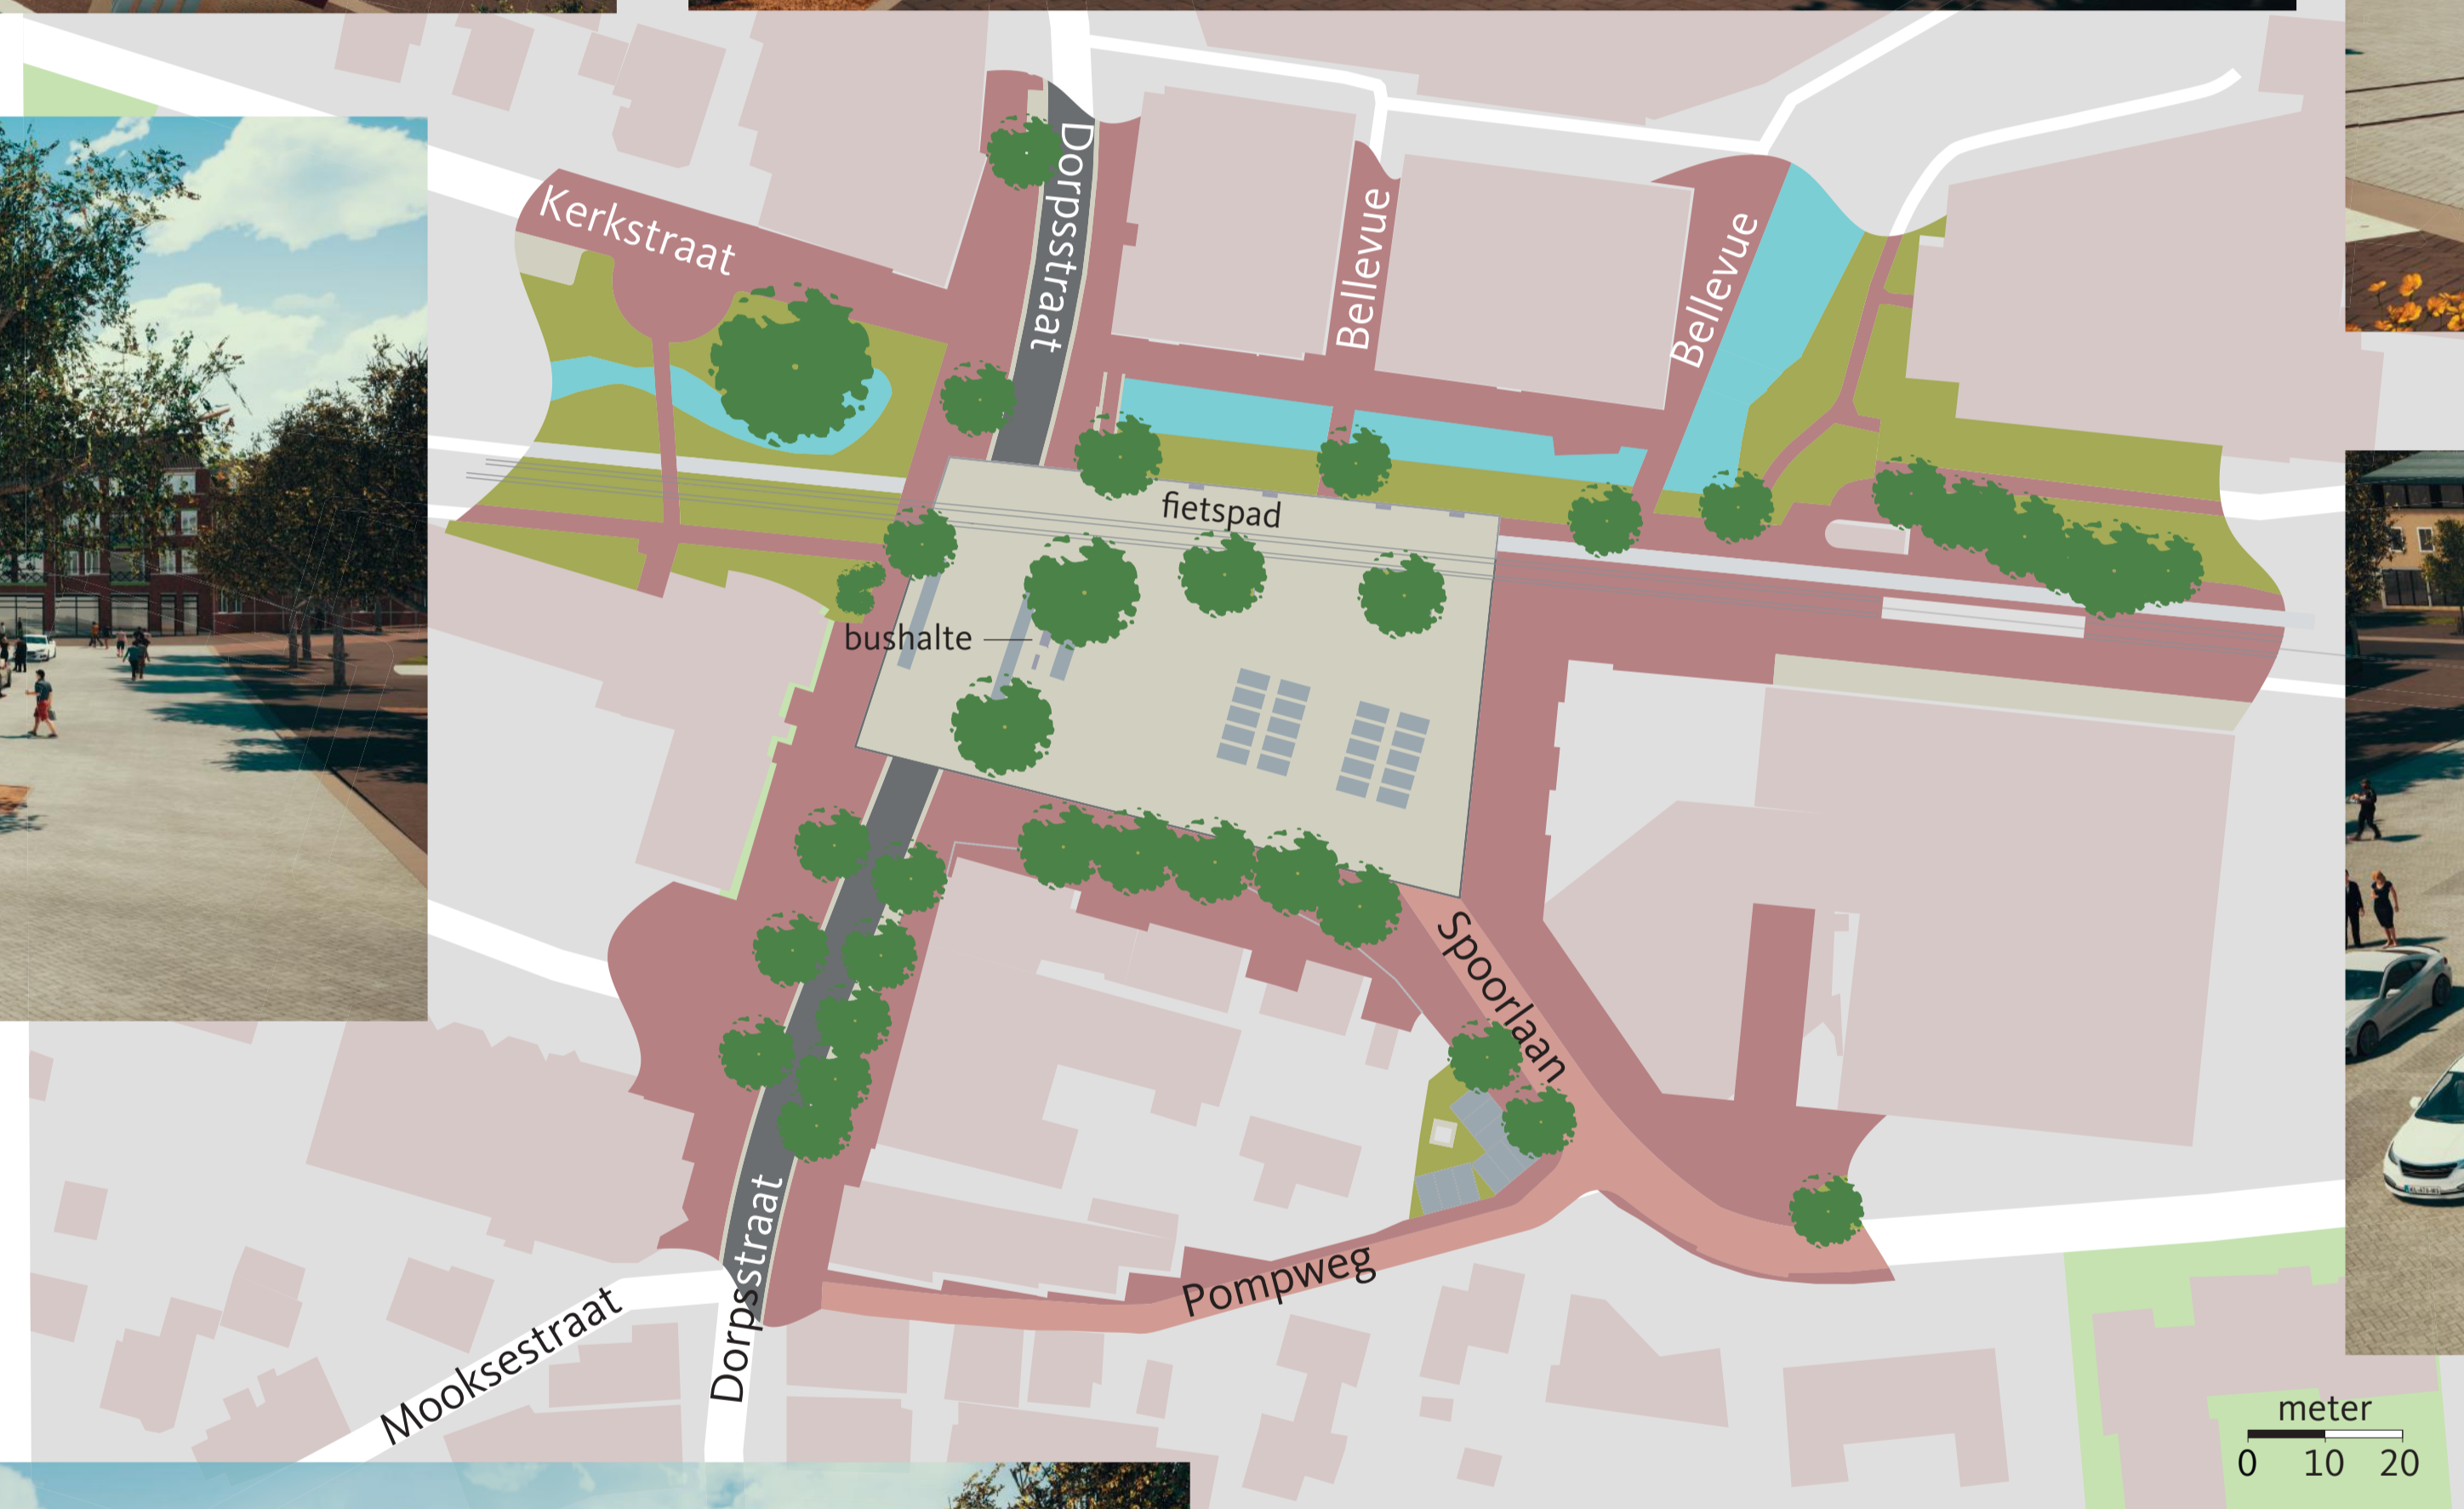 Dorpsstraat
Kerkstraat
Bellevue
Bellevue
fietspad
bushalte
Spoorlaan
Pompweg
Dorpsstraat
Mooksestraat
meter
0 10 20